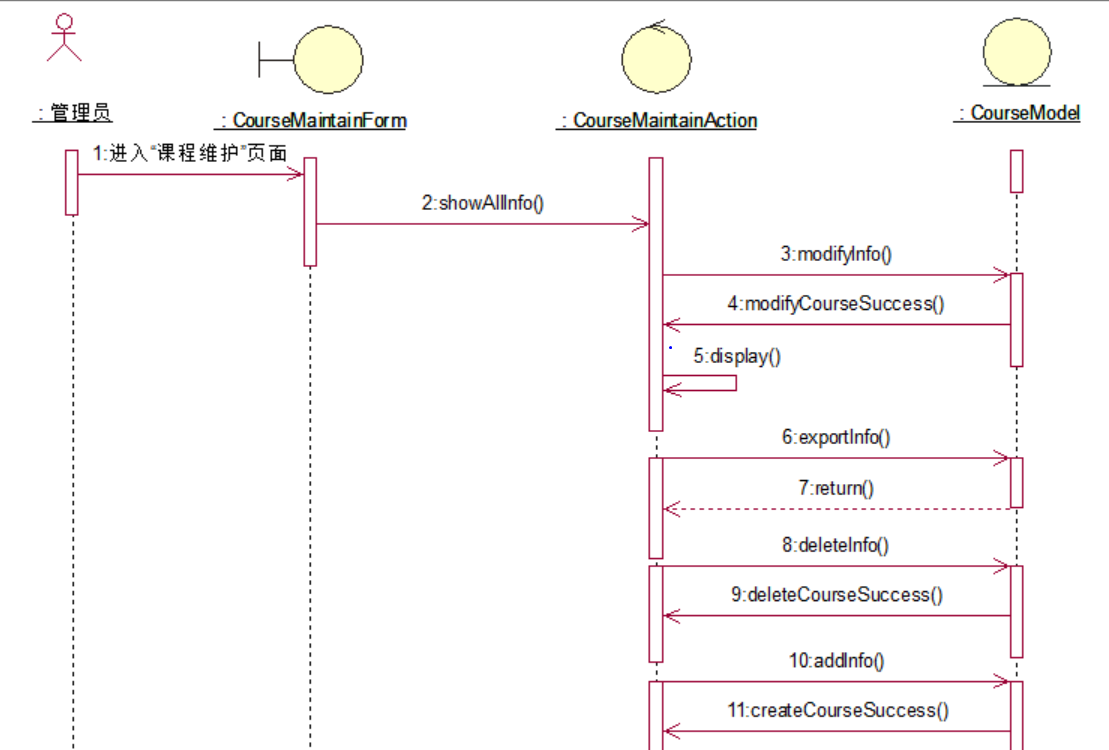 : 管理员
: CourseMaintainForm
: CourseMaintainAction
: CourseModel
1:进入“课程维护”页面
2:showAllInfo()
3:modifyInfo()
4:modifyCourseSuccess()
5:display()
6:exportInfo()
7:return()
8:deleteInfo()
9:deleteCourseSuccess()
10:addInfo()
11:createCourseSuccess()